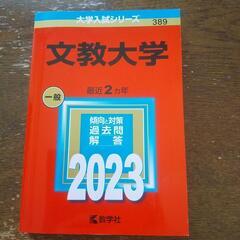 大学入試シリーズ
389
文教大学
最近2カ年
一般
傾向と対策
過去問
解答
2023
数学社